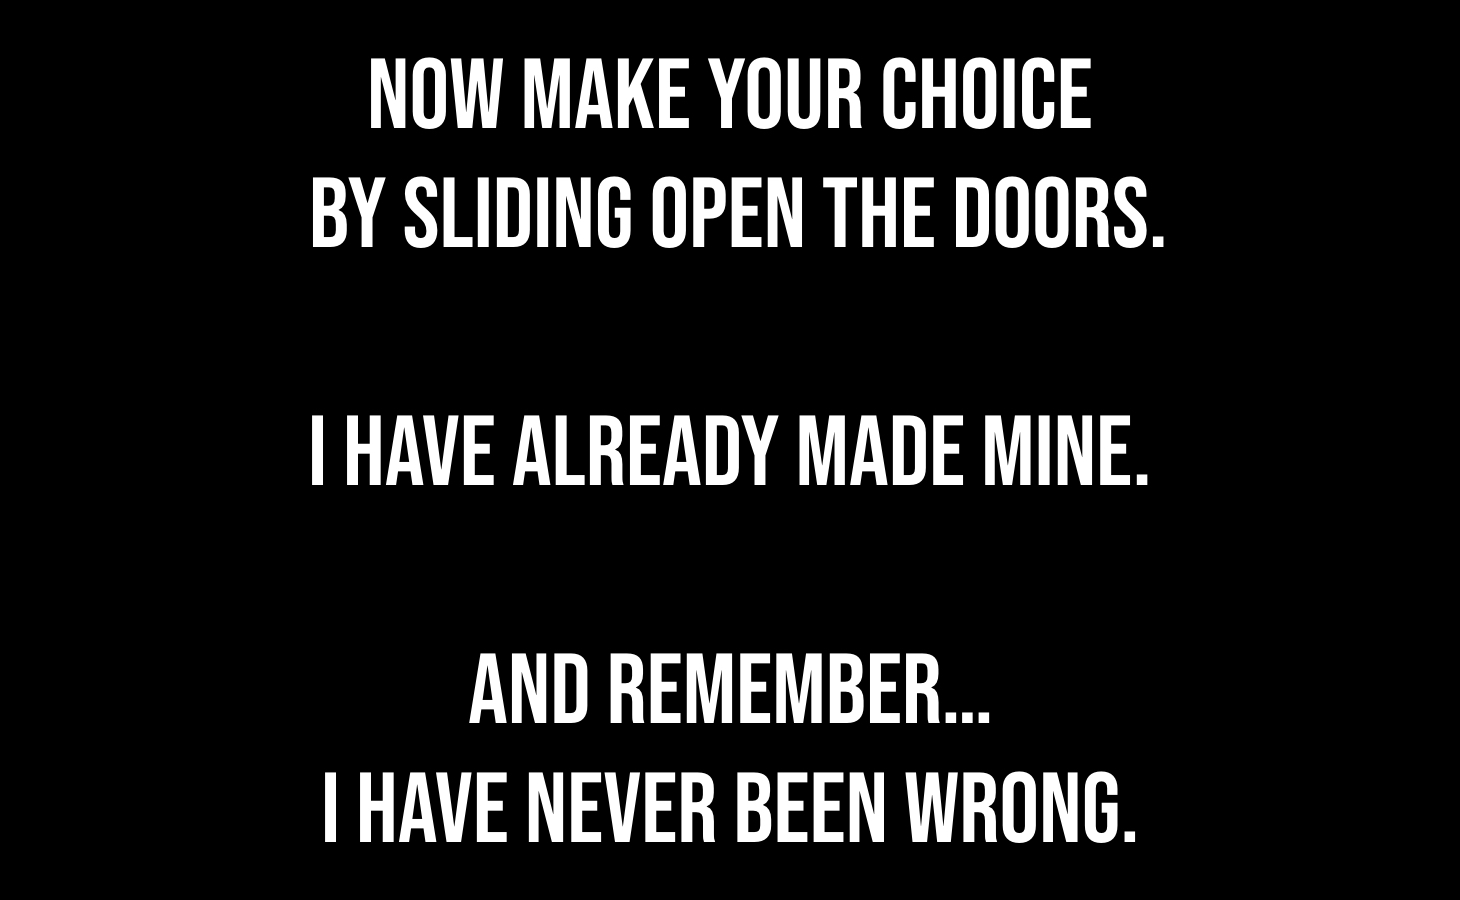 NOW MAKE YOUR CHOICE
BY SLIDING OPEN THE DOORS.
I HAVE ALREADY MADE MINE.
AND REMEMBER...
I HAVE NEVER BEEN WRONG.